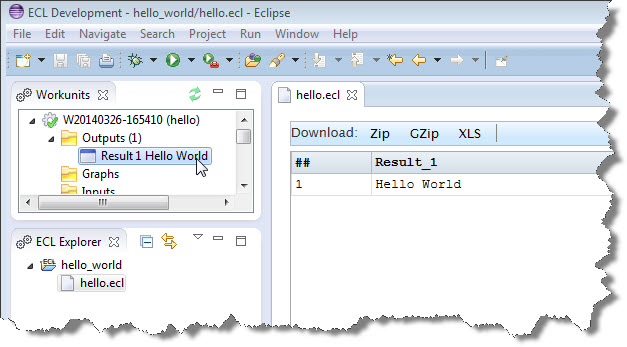 ECL Development - hello_world/hello.ecl - Eclipse
File Edit Navigate Search Project Run Window Help
Workunits
W20140326-165410 (hello)
Outputs (1)
Result 1 Hello World
Graphs
Inputs
ECL Explorer
hello_world
hello.ecl
hello.ecl
Download: Zip GZip XLS
## Result_1
1 Hello World